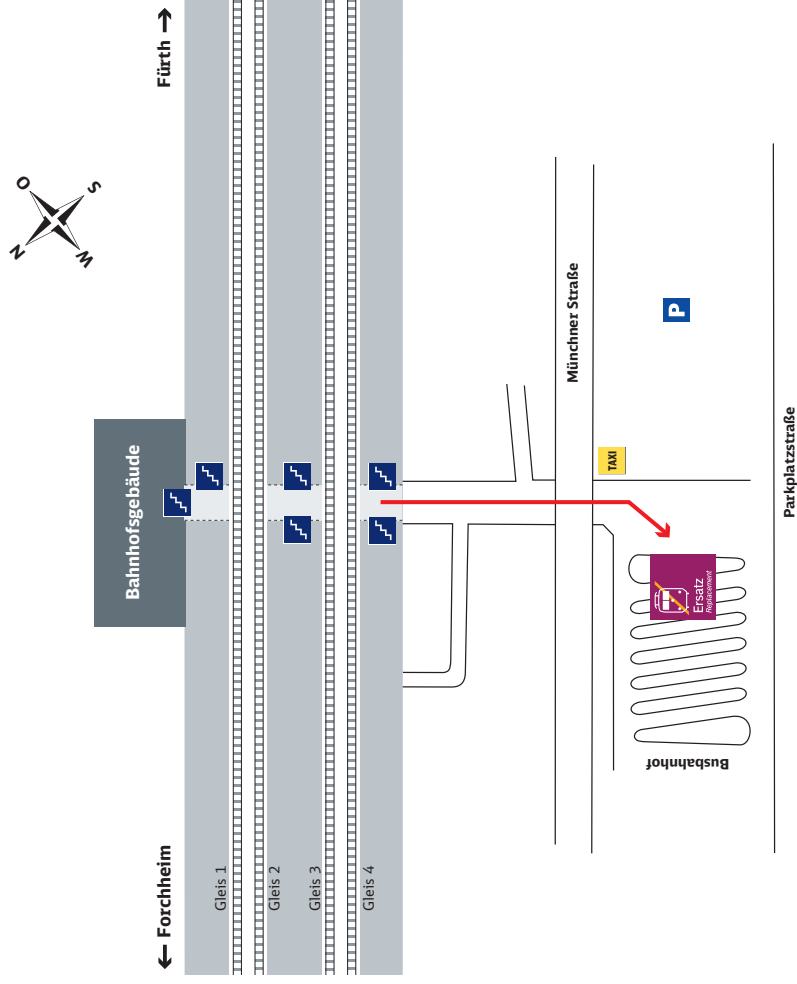 Fürth →
O
S
N
W
Münchner Straße
P
Parkplatzstraße
TAXI
Bahnhofsgebäude
Ersatz
Replacement
Busbahnhof
Gleis 1
Gleis 2
Gleis 3
Gleis 4
← Forchheim